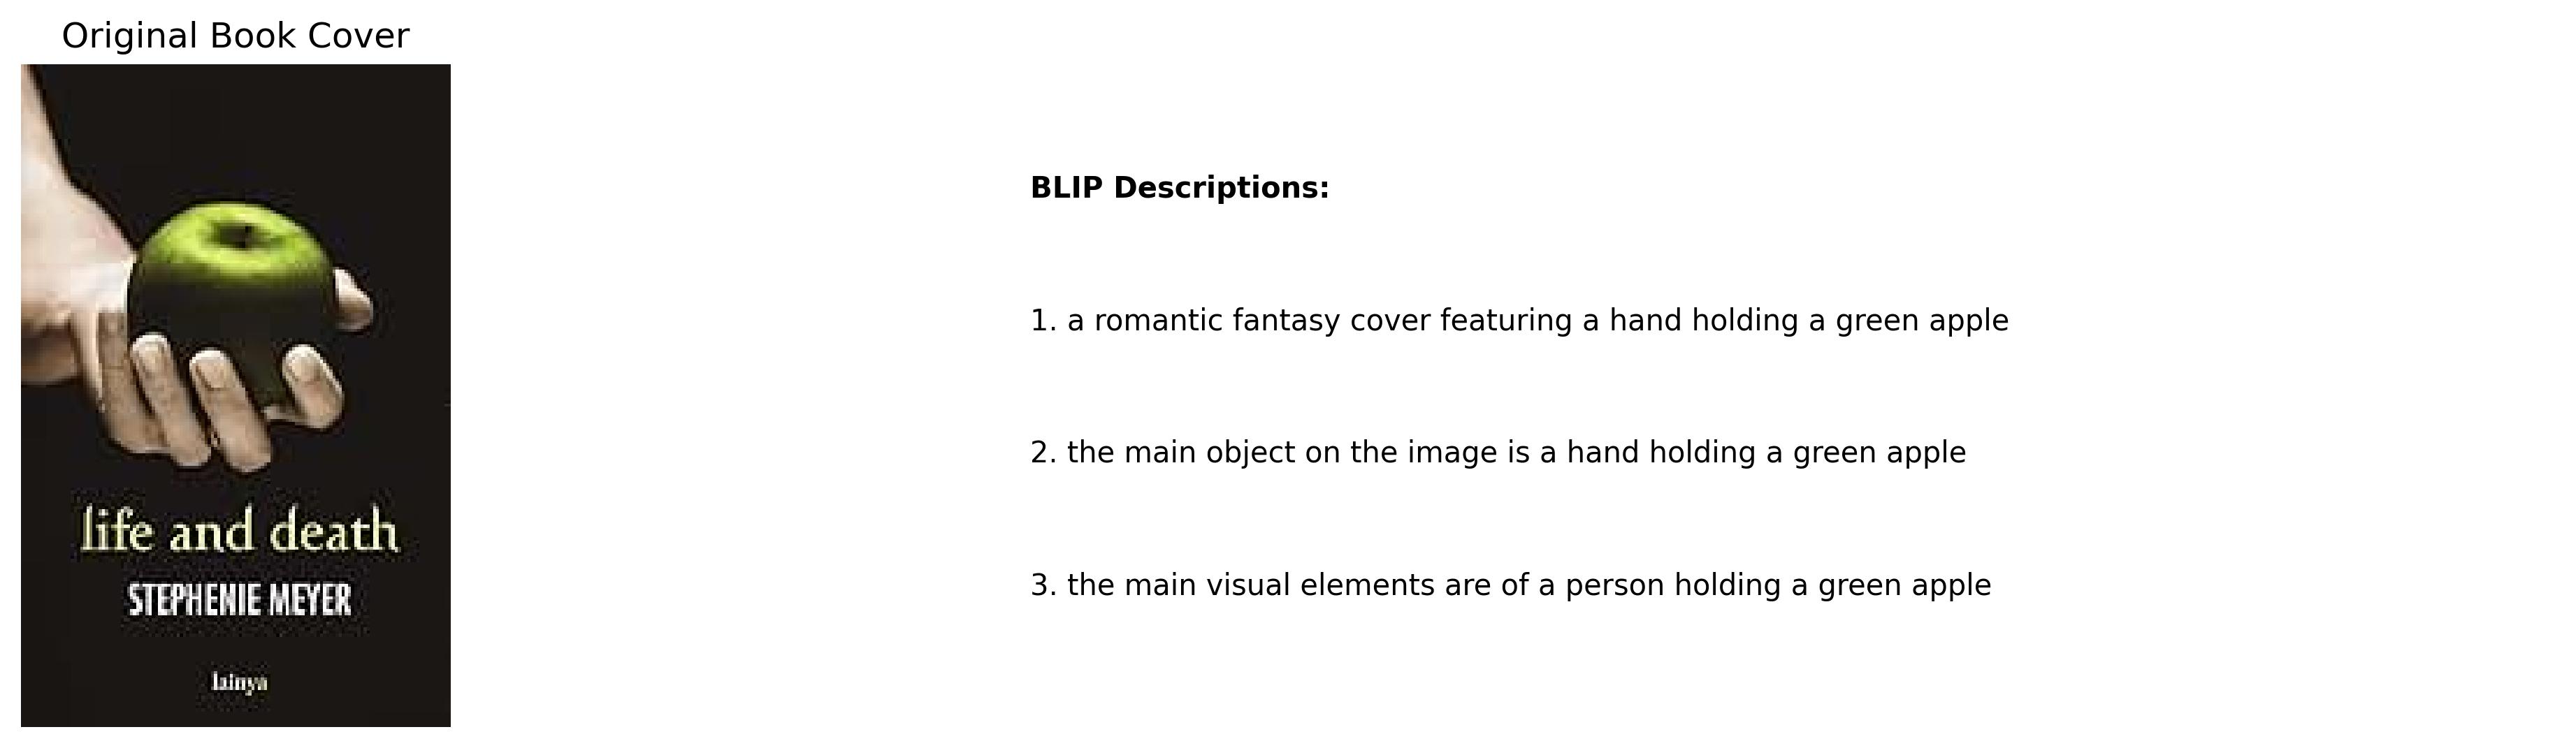 Original Book Cover
life and death
STEPHENIE MEYER
lainya
BLIP Descriptions:
1. a romantic fantasy cover featuring a hand holding a green apple
2. the main object on the image is a hand holding a green apple
3. the main visual elements are of a person holding a green apple